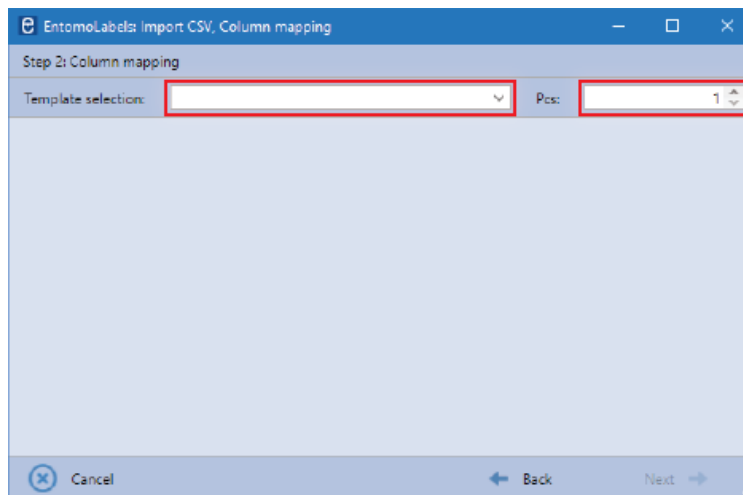 e EntomoLabels: Import CSV, Column mapping
Step 2: Column mapping
Template selection: Pcs: 1
Cancel Back Next